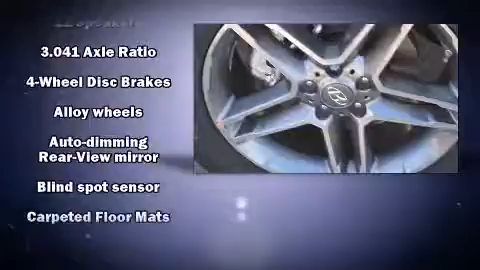 3.041 Axle Ratio
4-Wheel Disc Brakes
Alloy wheels
Auto-dimming
Rear-View mirror
Blind spot sensor
Carpeted Floor Mats